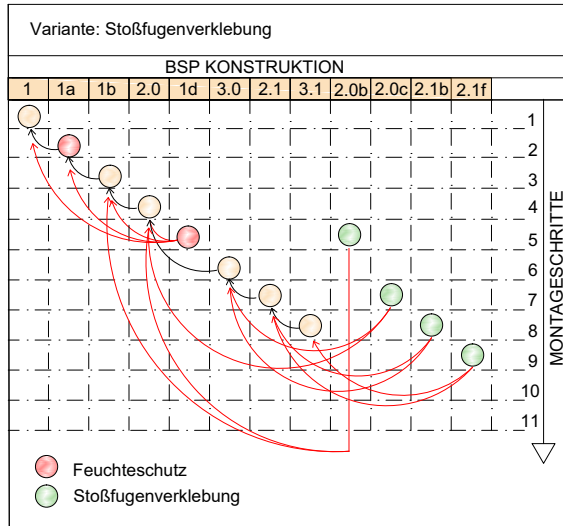 Variante: Stoßfugenverklebung
BSP KONSTRUKTION
1 1a 1b 2.0 1d 3.0 2.1 3.1 2.0b 2.0c 2.1b 2.1f
1
2
3
4
5
6
7
8
9
10
11
MONTAGESCHRITTE
Feuchteschutz
Stoßfugenverklebung